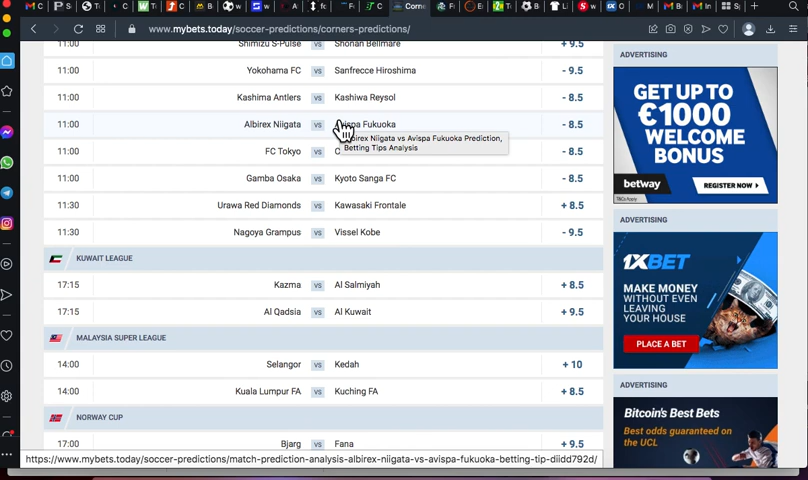 www.mybets.today/soccer-predictions/corners-predictions/
11:00 Shimizu S-Pulse vs Shonan Bellmare + 9.5
11:00 Yokohama FC vs Sanfrecce Hiroshima - 9.5
11:00 Kashima Antlers vs Kashiwa Reysol - 8.5
11:00 Albirex Niigata vs Avispa Fukuoka - 8.5
Albirex Niigata vs Avispa Fukuoka Prediction,
Betting Tips Analysis
11:00 FC Tokyo vs - 8.5
11:00 Gamba Osaka vs Kyoto Sanga FC - 8.5
11:30 Urawa Red Diamonds vs Kawasaki Frontale + 8.5
11:30 Nagoya Grampus vs Vissel Kobe - 9.5
KUWAIT LEAGUE
17:15 Kazma vs Al Salmiyah + 8.5
17:15 Al Qadsia vs Al Kuwait + 9.5
MALAYSIA SUPER LEAGUE
14:00 Selangor vs Kedah + 10
14:00 Kuala Lumpur FA vs Kuching FA + 8.5
NORWAY CUP
17:00 Bjarg vs Fana + 9.5
https://www.mybets.today/soccer-predictions/match-prediction-analysis-albirex-niigata-vs-avispa-fukuoka-betting-tip-diidd792d/
ADVERTISING
GET UP TO
€1000
WELCOME
BONUS
betway
REGISTER NOW
T&Cs Apply
ADVERTISING
1XBET
MAKE MONEY
WITHOUT EVEN
LEAVING
YOUR HOUSE
PLACE A BET
ADVERTISING
Bitcoin's Best Bets
Best odds guaranteed on
the UCL